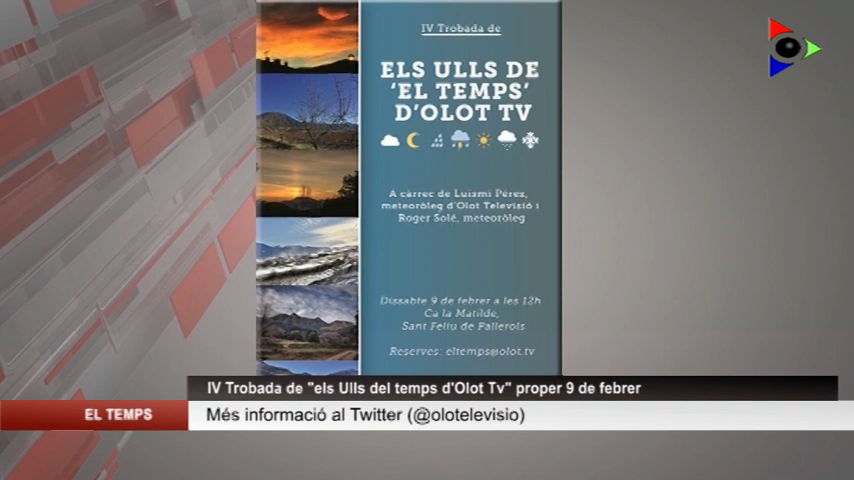 IV Trobada de
ELS ULLS DE
'EL TEMPS'
D'OLOT TV
A càrrec de Luismi Pérez,
meteoròleg d'Olot Televisió i
Roger Solé, meteoròleg
Dissabte 9 de febrer a les 12h
Ca la Matilde,
Sant Feliu de Pallerols
Reserves: eltemps@olot.tv
IV Trobada de "els Ulls del temps d'Olot Tv" proper 9 de febrer
EL TEMPS
Més informació al Twitter (@olotelevisio)